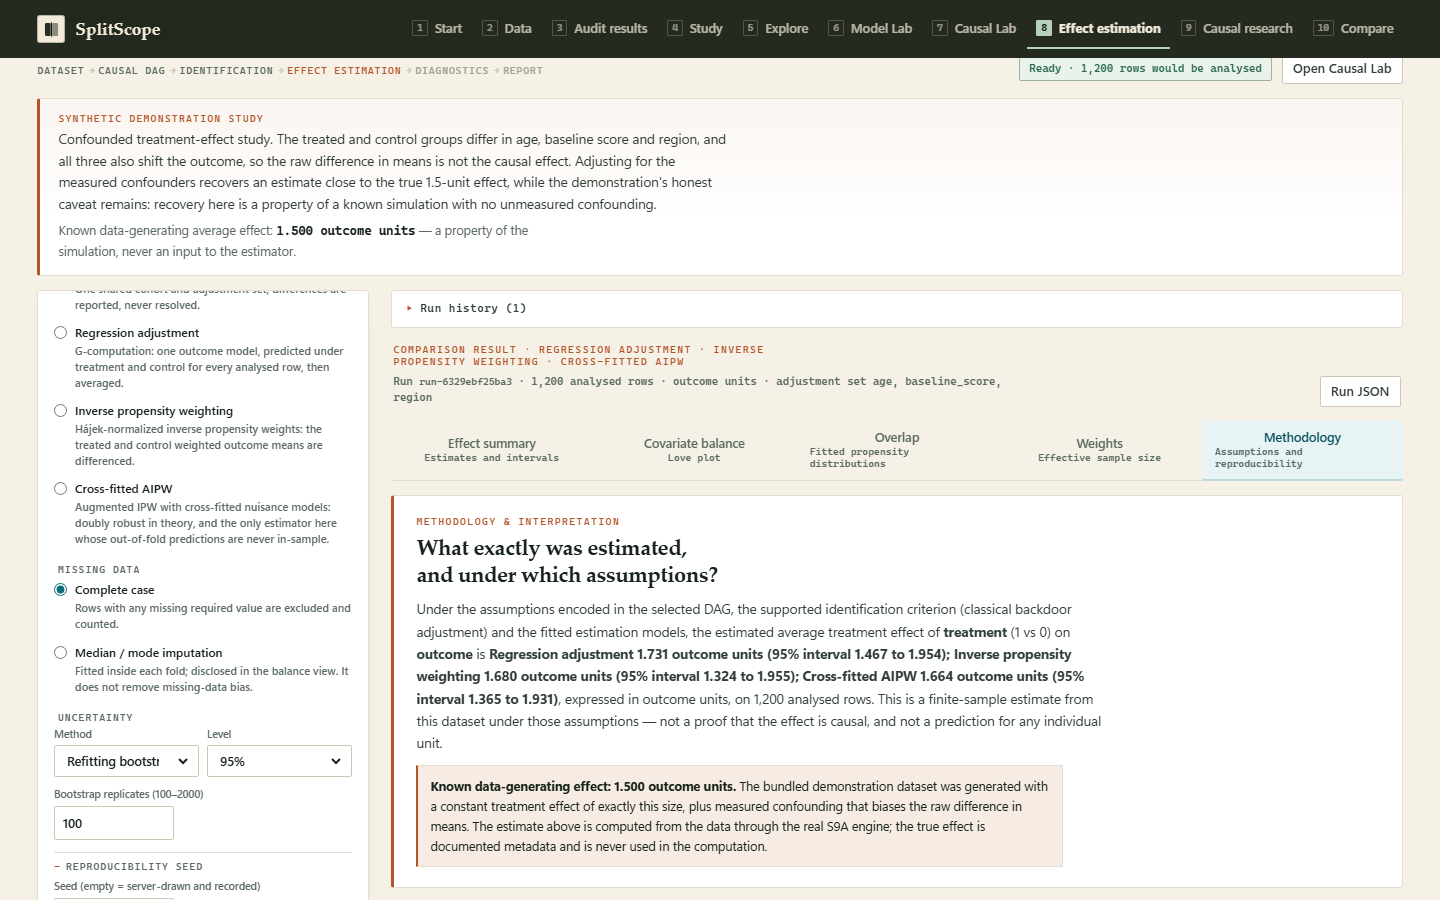 SplitScope
1 Start
2 Data
3 Audit results
4 Study
5 Explore
6 Model Lab
7 Causal Lab
8 Effect estimation
9 Causal research
10 Compare
DATASET → CAUSAL DAG → IDENTIFICATION → EFFECT ESTIMATION → DIAGNOSTICS → REPORT
Ready · 1,200 rows would be analysed
Open Causal Lab
SYNTHETIC DEMONSTRATION STUDY
Confounded treatment-effect study. The treated and control groups differ in age, baseline score and region, and
all three also shift the outcome, so the raw difference in means is not the causal effect. Adjusting for the
measured confounders recovers an estimate close to the true 1.5-unit effect, while the demonstration's honest
caveat remains: recovery here is a property of a known simulation with no unmeasured confounding.
Known data-generating average effect: 1.500 outcome units — a property of the
simulation, never an input to the estimator.
One shared cohort and adjustment set; differences are
reported, never resolved.
Regression adjustment
G-computation: one outcome model, predicted under
treatment and control for every analysed row, then
averaged.
Inverse propensity weighting
Hájek-normalized inverse propensity weights: the
treated and control weighted outcome means are
differenced.
Cross-fitted AIPW
Augmented IPW with cross-fitted nuisance models:
doubly robust in theory, and the only estimator here
whose out-of-fold predictions are never in-sample.
MISSING DATA
Complete case
Rows with any missing required value are excluded and
counted.
Median / mode imputation
Fitted inside each fold; disclosed in the balance view. It
does not remove missing-data bias.
UNCERTAINTY
Method
Level
Refitting bootstr
95%
Bootstrap replicates (100–2000)
100
– REPRODUCIBILITY SEED
Seed (empty = server-drawn and recorded)
▸ Run history (1)
COMPARISON RESULT · REGRESSION ADJUSTMENT · INVERSE
PROPENSITY WEIGHTING · CROSS-FITTED AIPW
Run run-6329ebf25ba3 · 1,200 analysed rows · outcome units · adjustment set age, baseline_score,
region
Run JSON
Effect summary
Estimates and intervals
Covariate balance
Love plot
Overlap
Fitted propensity
distributions
Weights
Effective sample size
Methodology
Assumptions and
reproducibility
METHODOLOGY & INTERPRETATION
What exactly was estimated,
and under which assumptions?
Under the assumptions encoded in the selected DAG, the supported identification criterion (classical backdoor
adjustment) and the fitted estimation models, the estimated average treatment effect of treatment (1 vs 0) on
outcome is Regression adjustment 1.731 outcome units (95% interval 1.467 to 1.954); Inverse propensity
weighting 1.680 outcome units (95% interval 1.324 to 1.955); Cross-fitted AIPW 1.664 outcome units (95%
interval 1.365 to 1.931), expressed in outcome units, on 1,200 analysed rows. This is a finite-sample estimate from
this dataset under those assumptions — not a proof that the effect is causal, and not a prediction for any individual
unit.
Known data-generating effect: 1.500 outcome units. The bundled demonstration dataset was generated with
a constant treatment effect of exactly this size, plus measured confounding that biases the raw difference in
means. The estimate above is computed from the data through the real S9A engine; the true effect is
documented metadata and is never used in the computation.